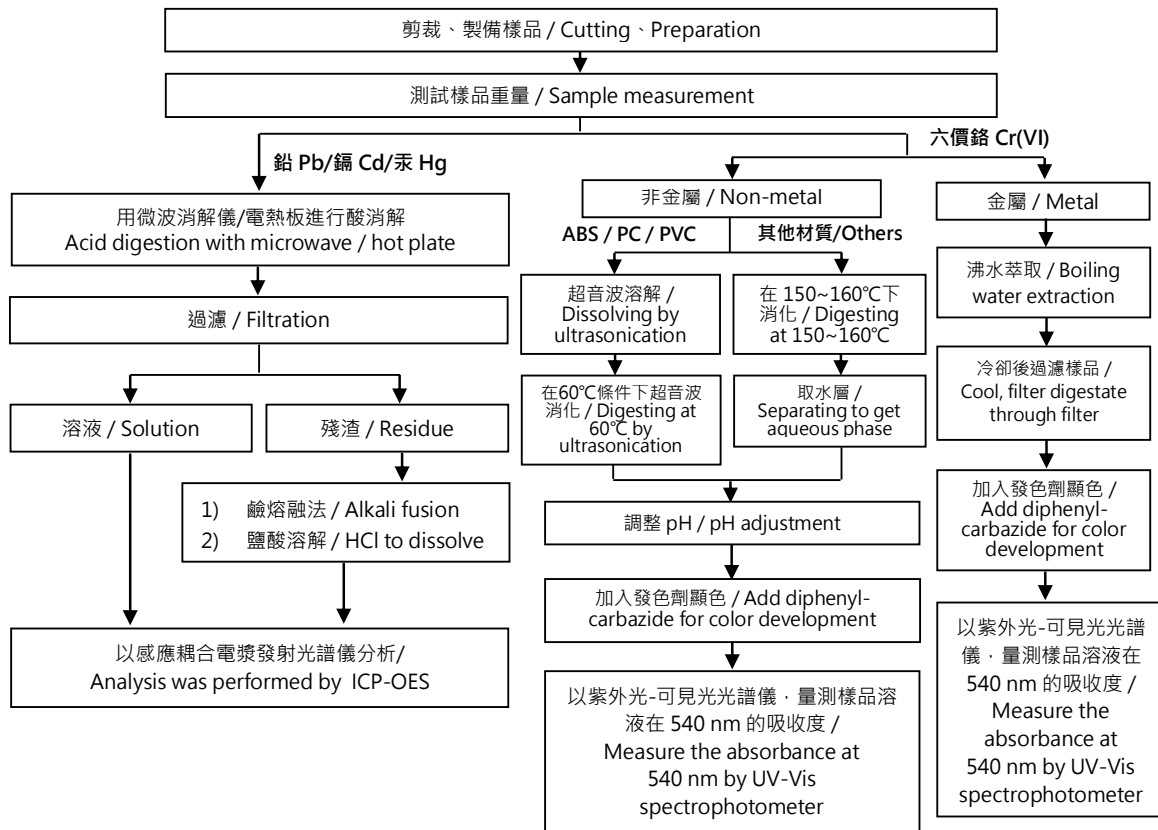 剪裁、製備樣品 / Cutting、Preparation
測試樣品重量 / Sample measurement
鉛 Pb/鎘 Cd/汞 Hg
六價鉻 Cr(VI)
用微波消解儀/電熱板進行酸消解
Acid digestion with microwave / hot plate
過濾 / Filtration
溶液 / Solution
殘渣 / Residue
1) 鹼熔融法 / Alkali fusion
2) 鹽酸溶解 / HCl to dissolve
以感應耦合電漿發射光譜儀分析/
Analysis was performed by ICP-OES
非金屬 / Non-metal
ABS / PC / PVC
其他材質/Others
超音波溶解 /
Dissolving by
ultrasonication
在60℃條件下超音波
消化 / Digesting at
60℃ by
ultrasonication
在 150~160℃下
消化 / Digesting
at 150~160℃
取水層 /
Separating to get
aqueous phase
調整 pH / pH adjustment
加入發色劑顯色 / Add diphenyl-
carbazide for color development
以紫外光-可見光光譜儀，量測樣品溶
液在 540 nm 的吸收度 /
Measure the absorbance at
540 nm by UV-Vis
spectrophotometer
金屬 / Metal
沸水萃取 / Boiling
water extraction
冷卻後過濾樣品 /
Cool, filter digestate
through filter
加入發色劑顯色 /
Add diphenyl-
carbazide for color
development
以紫外光-可見光光譜
儀，量測樣品溶液在
540 nm 的吸收度 /
Measure the
absorbance at
540 nm by UV-Vis
spectrophotometer